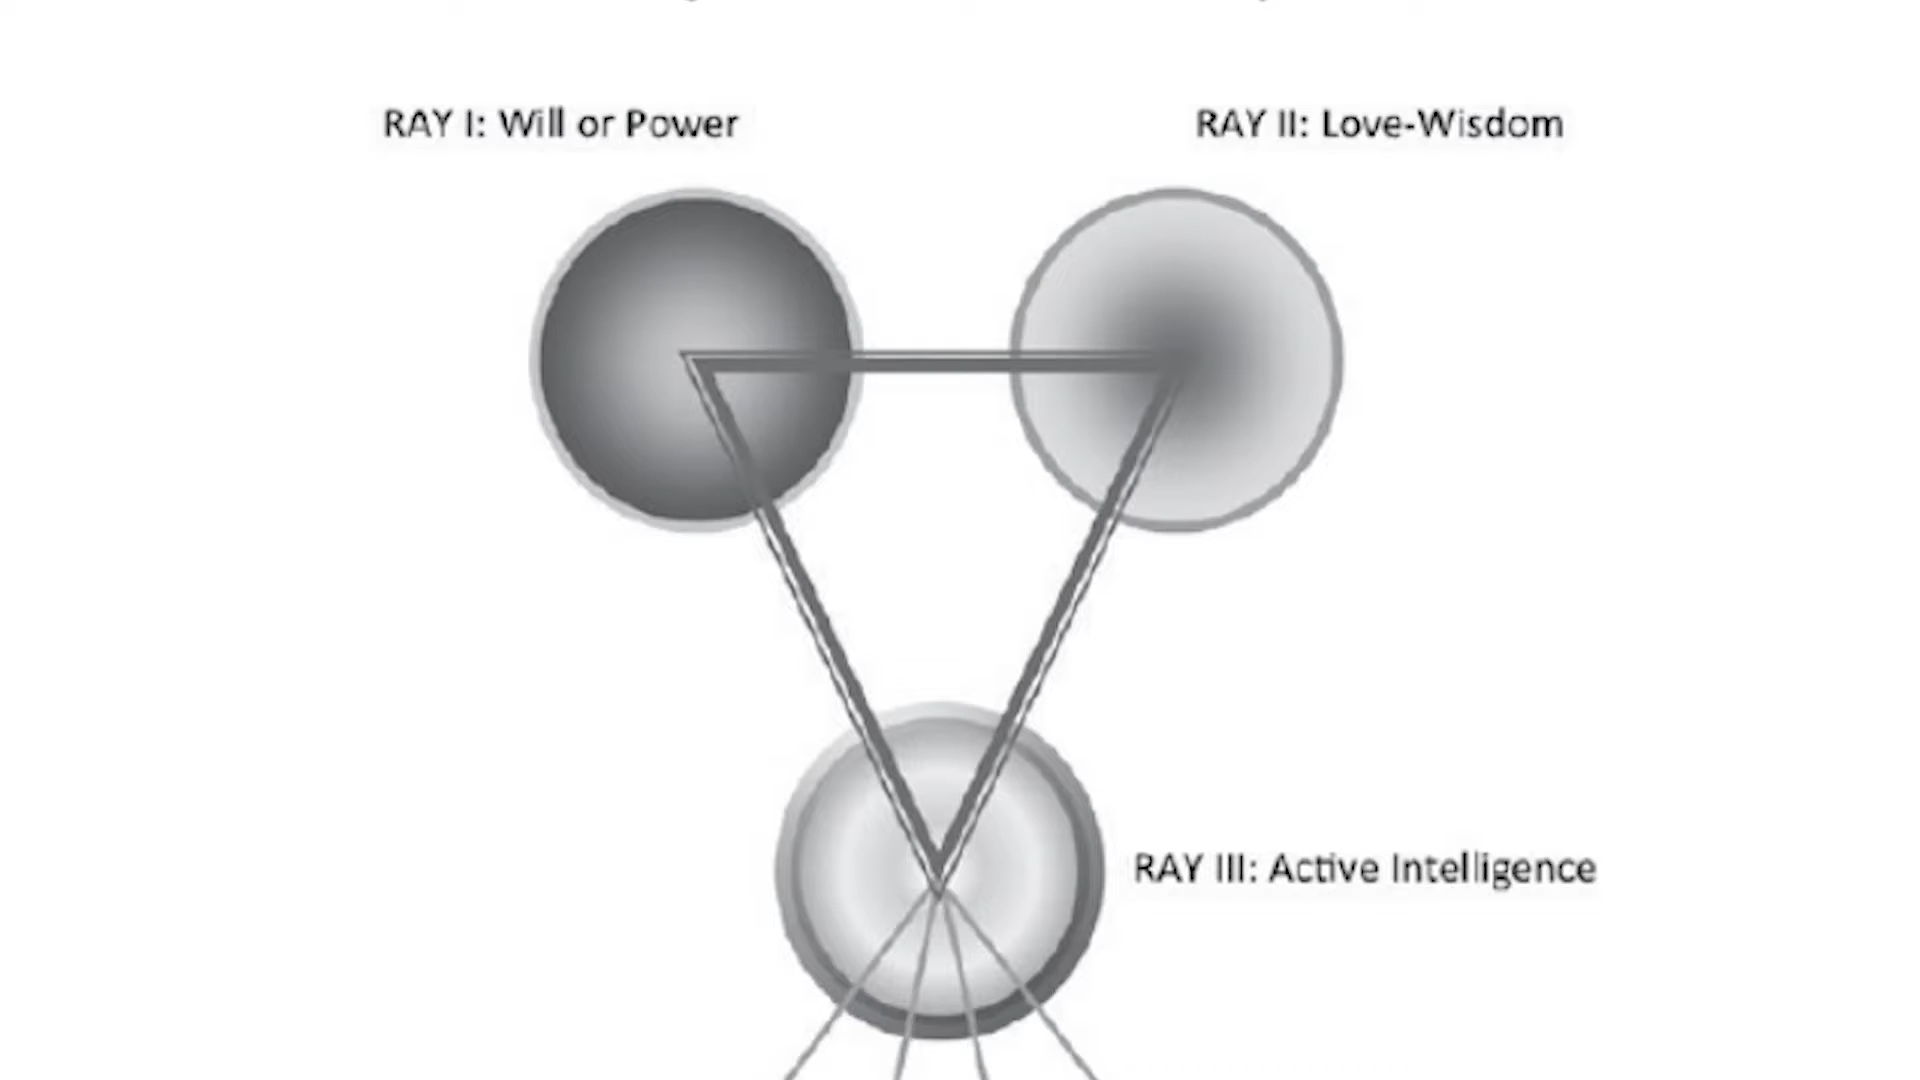 RAY I: Will or Power
RAY II: Love-Wisdom
RAY III: Active Intelligence